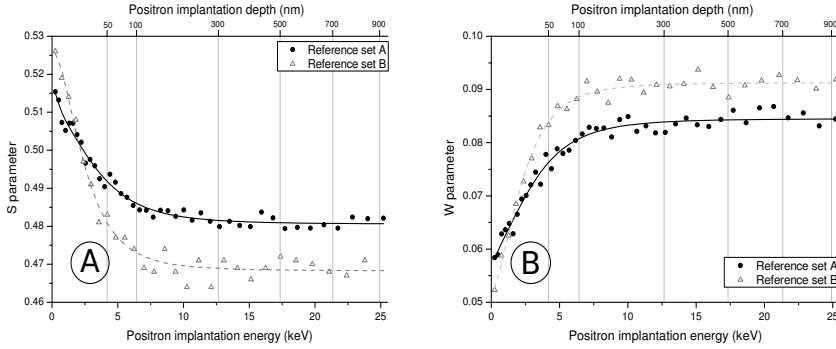 Positron implantation depth (nm)
50 100 300 500 700 900
0.53
0.52
0.51
0.50
0.49
0.48
0.47
0.46
S parameter
Reference set A
Reference set B
A
0 5 10 15 20 25
Positron implantation energy (keV)
Positron implantation depth (nm)
50 100 300 500 700 900
0.10
0.09
0.08
0.07
0.06
0.05
W parameter
B
Reference set A
Reference set B
0 5 10 15 20 25
Positron implantation energy (keV)